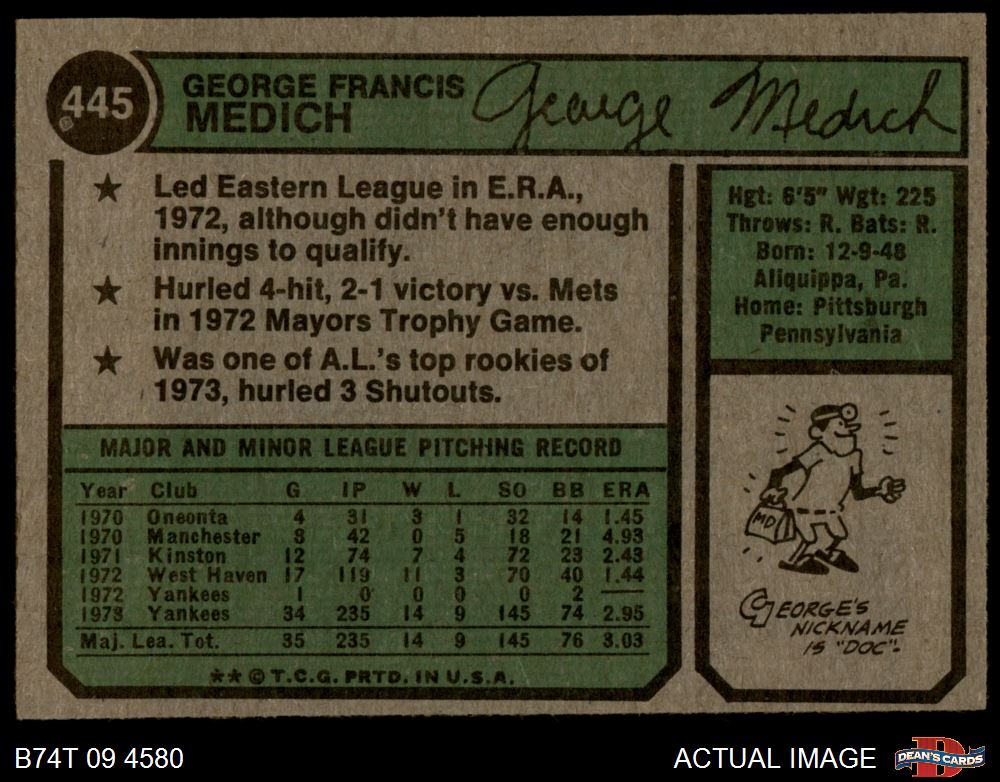 445
GEORGE FRANCIS
MEDICH
George Medich
★ Led Eastern League in E.R.A.,
1972, although didn't have enough
innings to qualify.
★ Hurled 4-hit, 2-1 victory vs. Mets
in 1972 Mayors Trophy Game.
★ Was one of A.L.'s top rookies of
1973, hurled 3 Shutouts.
Hgt: 6'5" Wgt: 225
Throws: R. Bats: R.
Born: 12-9-48
Aliquippa, Pa.
Home: Pittsburgh
Pennsylvania
MAJOR AND MINOR LEAGUE PITCHING RECORD
Year Club G IP W L SO BB ERA
1970 Oneonta 4 31 3 1 32 14 1.45
1970 Manchester 8 42 0 5 18 21 4.93
1971 Kinston 12 74 7 4 72 23 2.43
1972 West Haven 17 119 11 3 70 40 1.44
1972 Yankees 1 0 0 0 0 2 —
1973 Yankees 34 235 14 9 145 74 2.95
Maj. Lea. Tot. 35 235 14 9 145 76 3.03
★★ © T.C.G. PRTD. IN U.S.A.
MD
GEORGE'S
NICKNAME
IS "DOC".
B74T 09 4580
ACTUAL IMAGE
DEAN'S CARDS